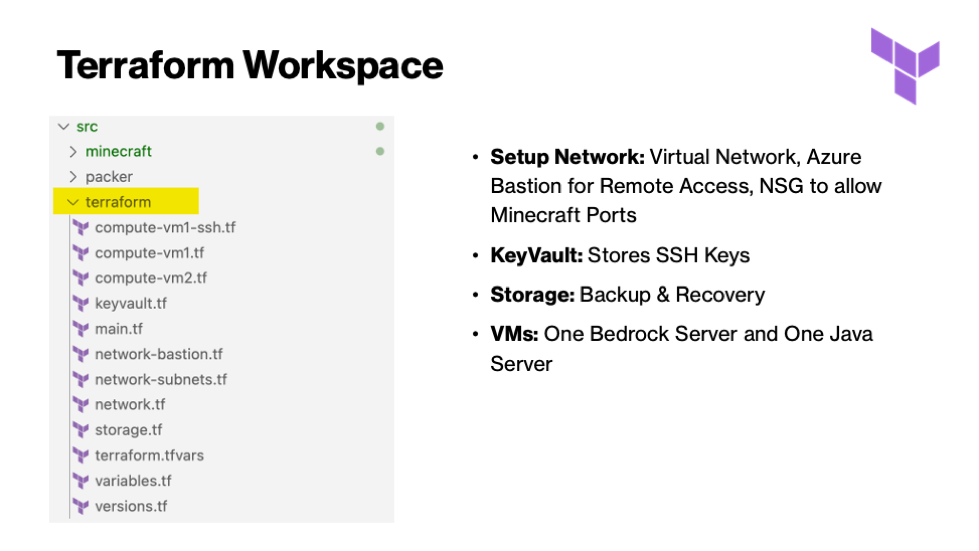 Terraform Workspace
src
minecraft
packer
terraform
compute-vm1-ssh.tf
compute-vm1.tf
compute-vm2.tf
keyvault.tf
main.tf
network-bastion.tf
network-subnets.tf
network.tf
storage.tf
terraform.tfvars
variables.tf
versions.tf
• Setup Network: Virtual Network, Azure
Bastion for Remote Access, NSG to allow
Minecraft Ports
• KeyVault: Stores SSH Keys
• Storage: Backup & Recovery
• VMs: One Bedrock Server and One Java
Server